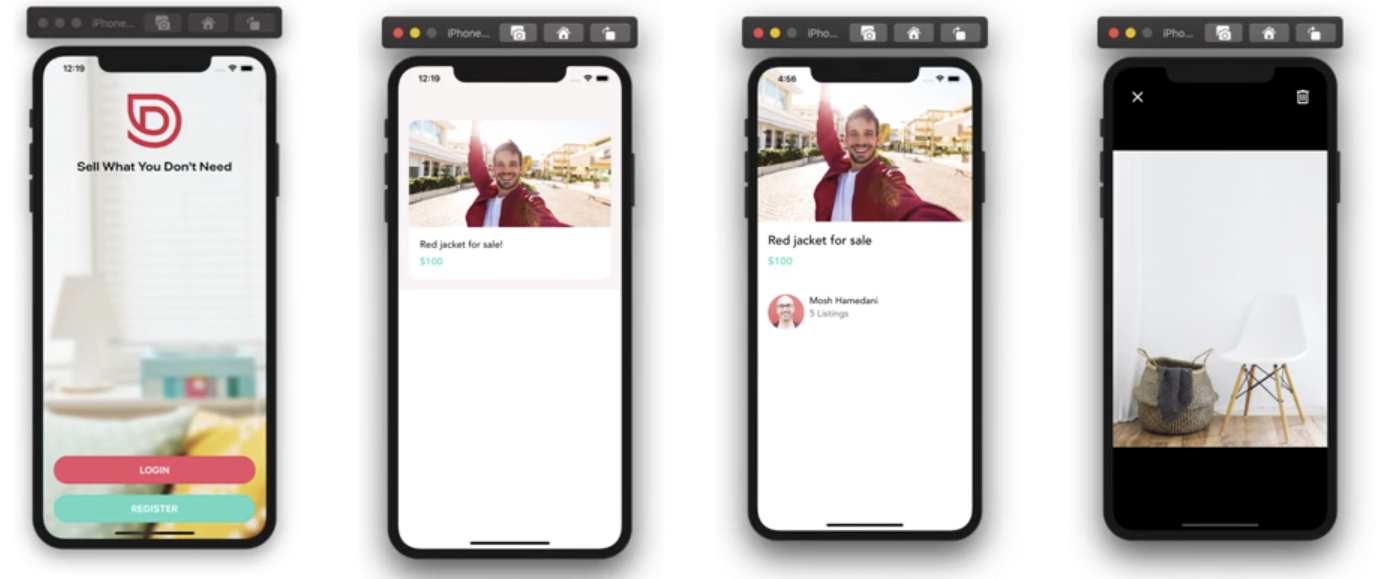 iPhone...
12:19
Sell What You Don't Need
LOGIN
REGISTER
iPhone...
12:19
Red jacket for sale!
$100
iPho...
4:56
Red jacket for sale
$100
Mosh Hamedani
5 Listings
iPho...